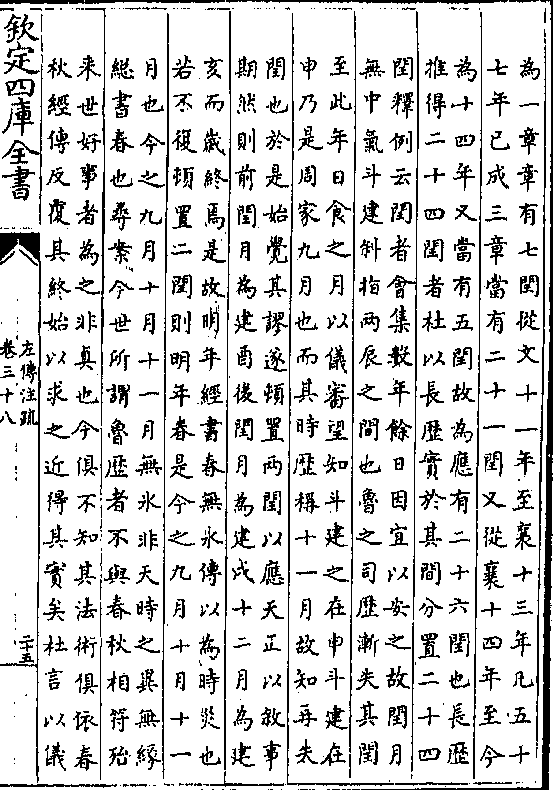 為一章章有七閏從文十一年至襄十三年凡五十
七年已成三章當有二十一閏又從襄十四年至今
為十四年又當有五閏故為應有二十六閏也長歴
推得二十四閏者杜以長歴實於其間分置二十四
閏釋例云閏者會集數年餘日因宜以安之故閏月
無中氣斗建斜指兩辰之間也魯之司歴漸失其閏
至此年日食之月以儀審望知斗建之在申斗建在
申乃是周家九月也而其時歴稱十一月故知再失
閏也於是始覺其謬遂頓置兩閏以應天正以敘事
期然則前閏月為建酉後閏月為建戌十二月為建
亥而歲終焉是故明年經書春無氷傳以為時災也
若不復頓置二閏則明年春是今之九月十月十一
月也今之九月十月十一月無氷非天時之異無緣
總書春也尋案今世所謂魯歴者不與春秋相符殆
来世好事者為之非真也今俱不知其法術俱依春
秋經傳反覆其終始以求之近得其實矣杜言以儀
欽定四庫全書
左傳注疏
卷三十八
二十五